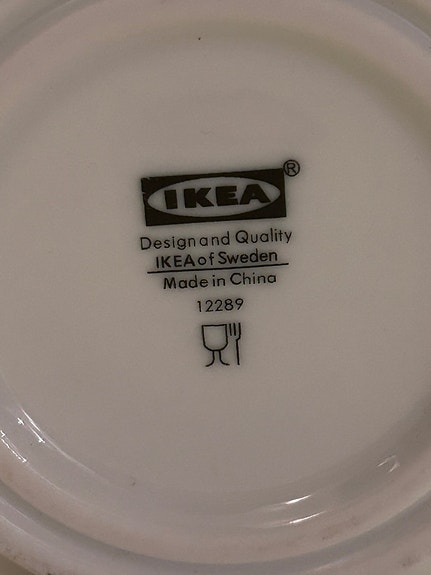 IKEA®
Design and Quality
IKEA of Sweden
Made in China
12289